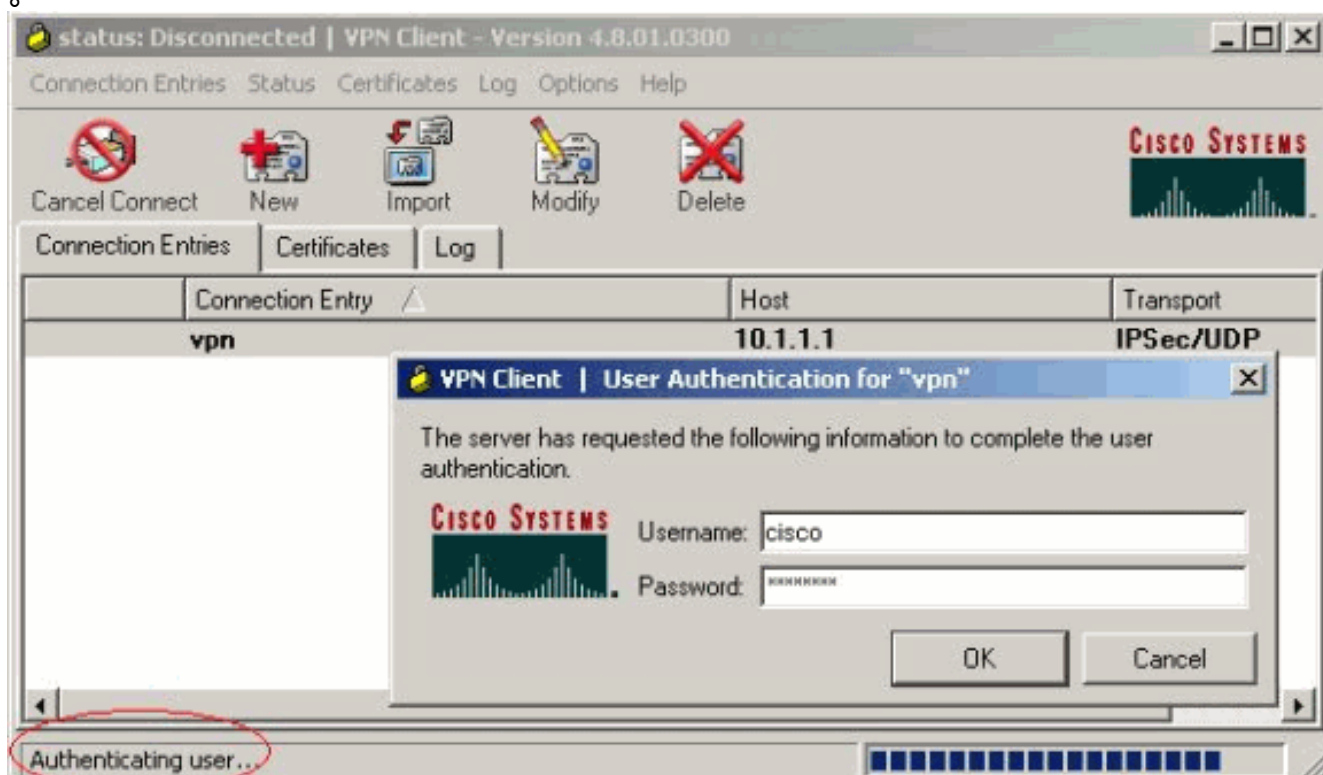 。
status: Disconnected | VPN Client - Version 4.8.01.0300
Connection Entries Status Certificates Log Options Help
Cancel Connect New Import Modify Delete
CISCO SYSTEMS
Connection Entries Certificates Log
Connection Entry Host Transport
vpn 10.1.1.1 IPSec/UDP
VPN Client | User Authentication for "vpn"
The server has requested the following information to complete the user
authentication.
CISCO SYSTEMS
Username: cisco
Password: ********
OK Cancel
Authenticating user...